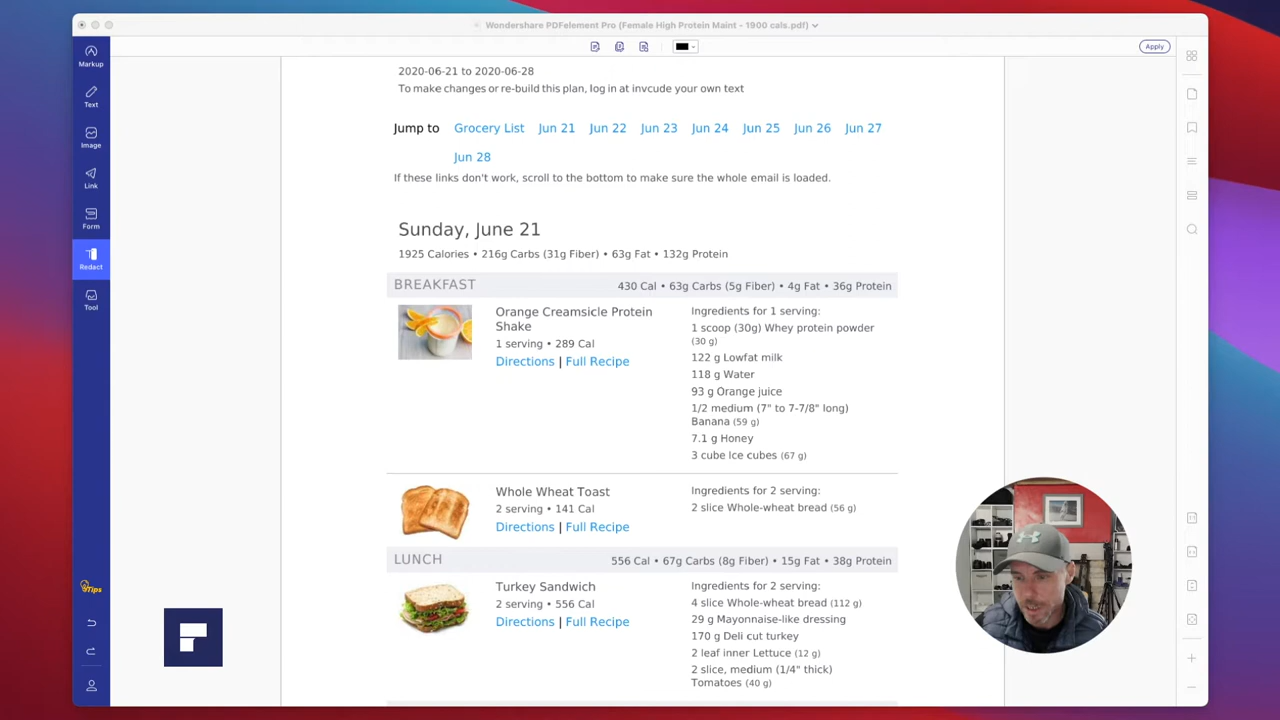 Wondershare PDFelement Pro (Female High Protein Maint - 1900 cals.pdf)
Apply
Markup
Text
Image
Link
Form
Redact
Tool
Tips
2020-06-21 to 2020-06-28
To make changes or re-build this plan, log in at invcude your own text
Jump to Grocery List Jun 21 Jun 22 Jun 23 Jun 24 Jun 25 Jun 26 Jun 27
Jun 28
If these links don't work, scroll to the bottom to make sure the whole email is loaded.
Sunday, June 21
1925 Calories • 216g Carbs (31g Fiber) • 63g Fat • 132g Protein
BREAKFAST 430 Cal • 63g Carbs (5g Fiber) • 4g Fat • 36g Protein
Orange Creamsicle Protein
Shake
1 serving • 289 Cal
Directions | Full Recipe
Ingredients for 1 serving:
1 scoop (30g) Whey protein powder
(30 g)
122 g Lowfat milk
118 g Water
93 g Orange juice
1/2 medium (7" to 7-7/8" long)
Banana (59 g)
7.1 g Honey
3 cube Ice cubes (67 g)
Whole Wheat Toast
2 serving • 141 Cal
Directions | Full Recipe
Ingredients for 2 serving:
2 slice Whole-wheat bread (56 g)
LUNCH 556 Cal • 67g Carbs (8g Fiber) • 15g Fat • 38g Protein
Turkey Sandwich
2 serving • 556 Cal
Directions | Full Recipe
Ingredients for 2 serving:
4 slice Whole-wheat bread (112 g)
29 g Mayonnaise-like dressing
170 g Deli cut turkey
2 leaf inner Lettuce (12 g)
2 slice, medium (1/4" thick)
Tomatoes (40 g)